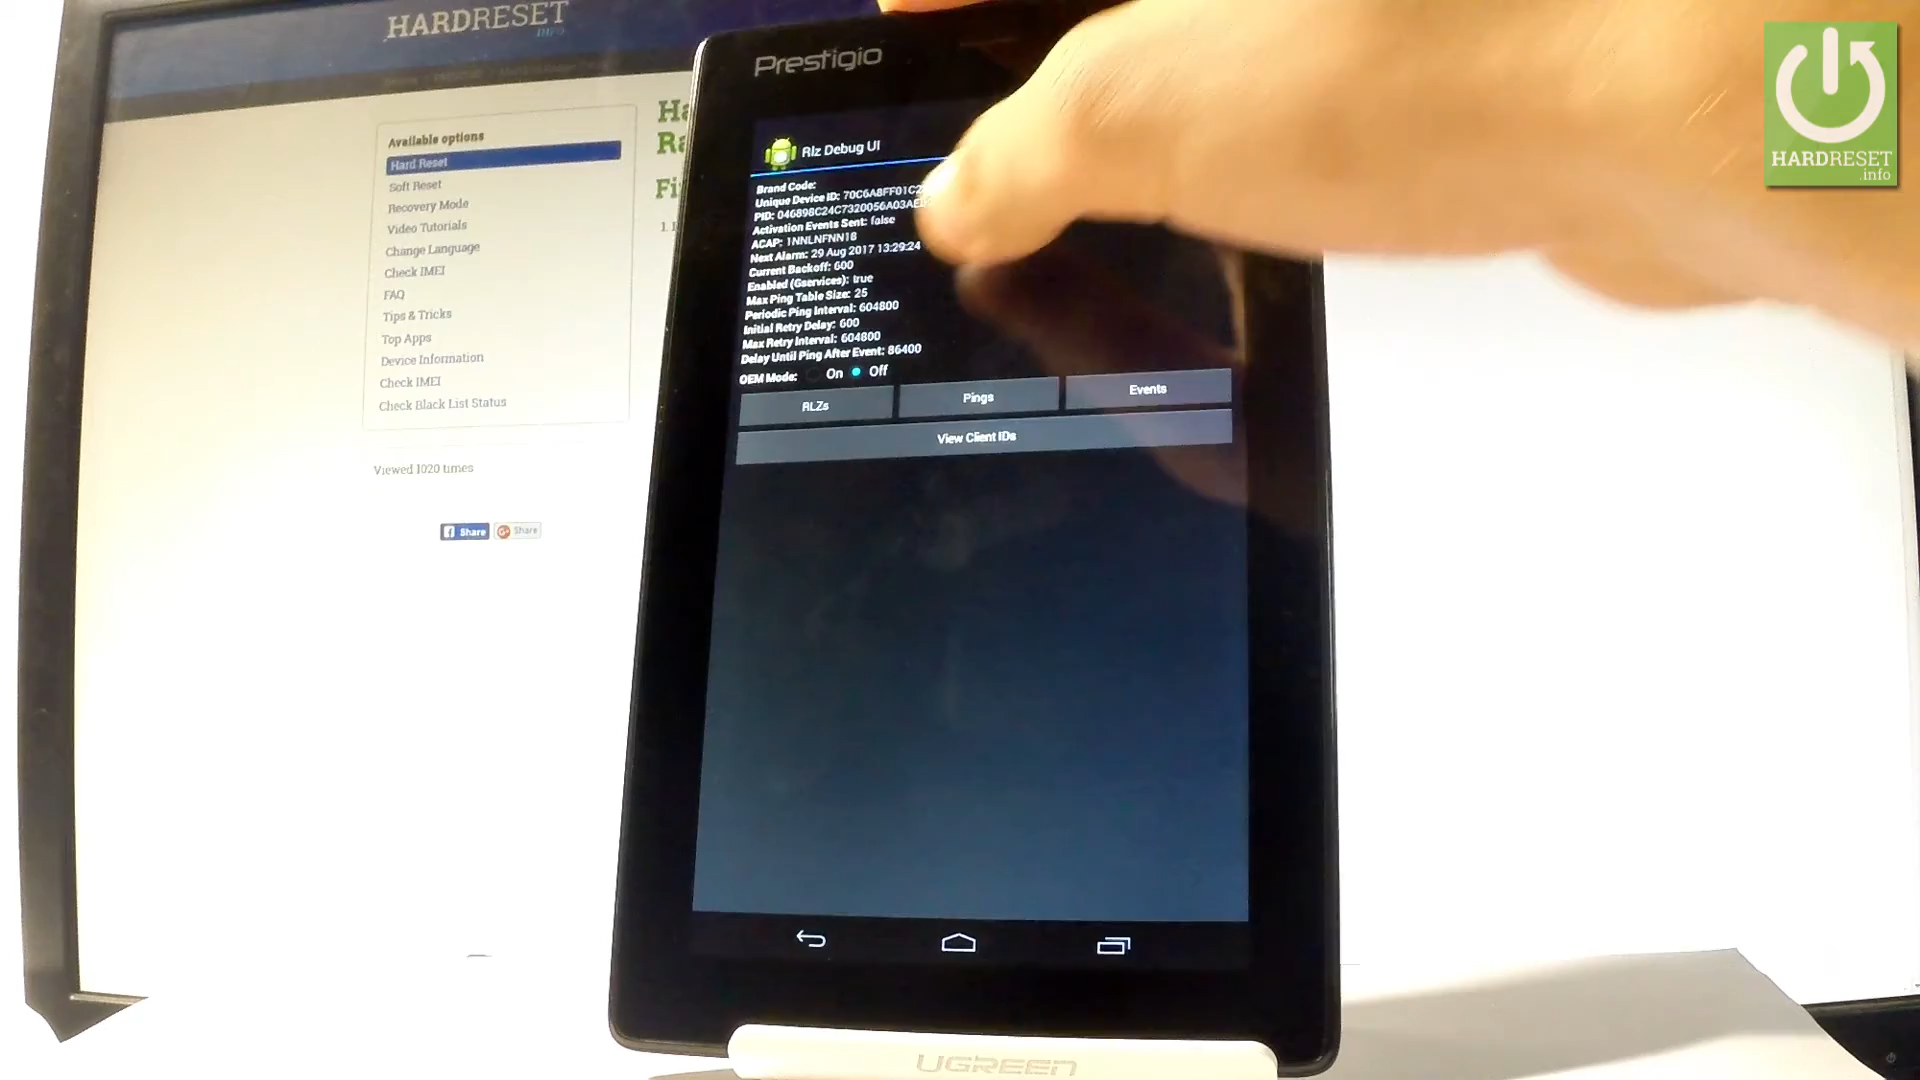 HARDRESET
INFO
Available options
Hard Reset
Soft Reset
Recovery Mode
Video Tutorials
Change Language
Check IMEI
FAQ
Tips & Tricks
Top Apps
Device Information
Check IMEI
Check Black List Status
Viewed 1020 times
Share
G+ Share
Ha
Ra
Fi
1.
Prestigio
Rlz Debug UI
Brand Code:
Unique Device ID: 70C6A8FF01C2
PID: 046898C24C7320056A03AE
Activation Events Sent: false
ACAP: 1NNLNFNN18
Next Alarm: 29 Aug 2017 13:29:24
Current Backoff: 600
Enabled (Gservices): true
Max Ping Table Size: 25
Periodic Ping Interval: 604800
Initial Retry Delay: 600
Max Retry Interval: 604800
Delay Until Ping After Event: 86400
OEM Mode: On Off
RLZs Pings Events
View Client IDs
UGREEN
HARDRESET
.info